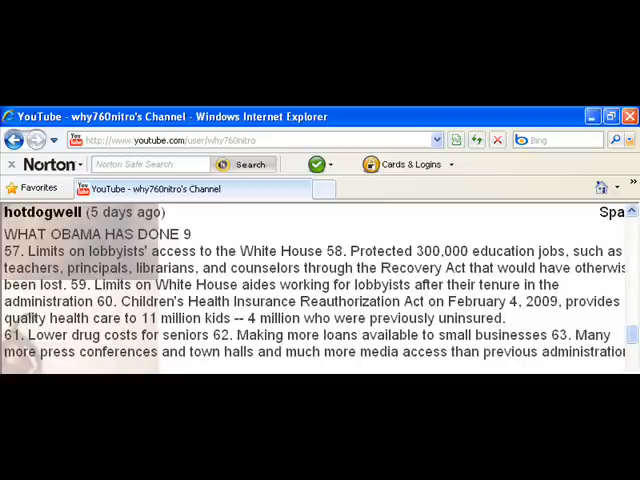 YouTube - why760nitro's Channel - Windows Internet Explorer
You Tube http://www.youtube.com/user/why760nitro Bing
× Norton Norton Safe Search Search Cards & Logins
Favorites You Tube YouTube - why760nitro's Channel
hotdogwell (5 days ago) Spa
WHAT OBAMA HAS DONE 9
57. Limits on lobbyists' access to the White House 58. Protected 300,000 education jobs, such as
teachers, principals, librarians, and counselors through the Recovery Act that would have otherwis
been lost. 59. Limits on White House aides working for lobbyists after their tenure in the
administration 60. Children's Health Insurance Reauthorization Act on February 4, 2009, provides
quality health care to 11 million kids -- 4 million who were previously uninsured.
61. Lower drug costs for seniors 62. Making more loans available to small businesses 63. Many
more press conferences and town halls and much more media access than previous administration